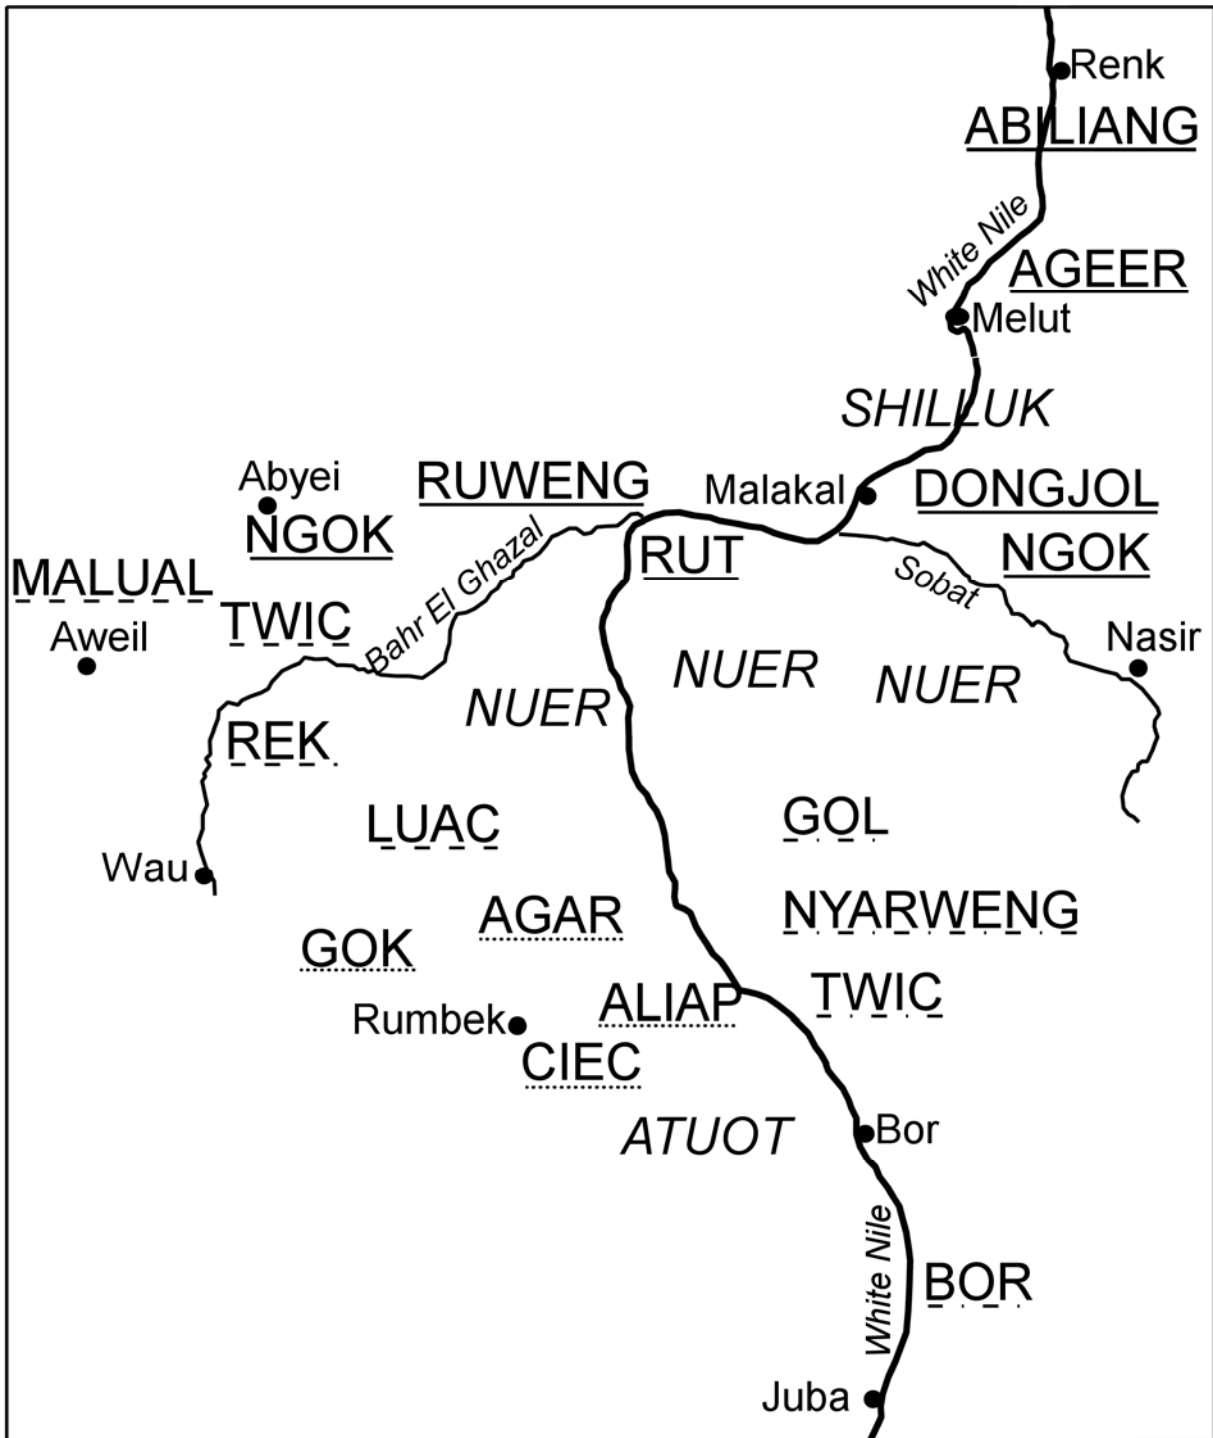 Renk
ABILIANG
White Nile
AGEER
Melut
SHILLUK
Abyei
RUWENG
Malakal
DONGJOL
NGOK
Bahr El Ghazal
RUT
Sobat
NGOK
MALUAL
TWIC
Aweil
Nasir
NUER
NUER
NUER
REK
LUAC
GOL
Wau
AGAR
NYARWENG
GOK
ALIAP
TWIC
Rumbek
CIEC
ATUOT
Bor
White Nile
BOR
Juba